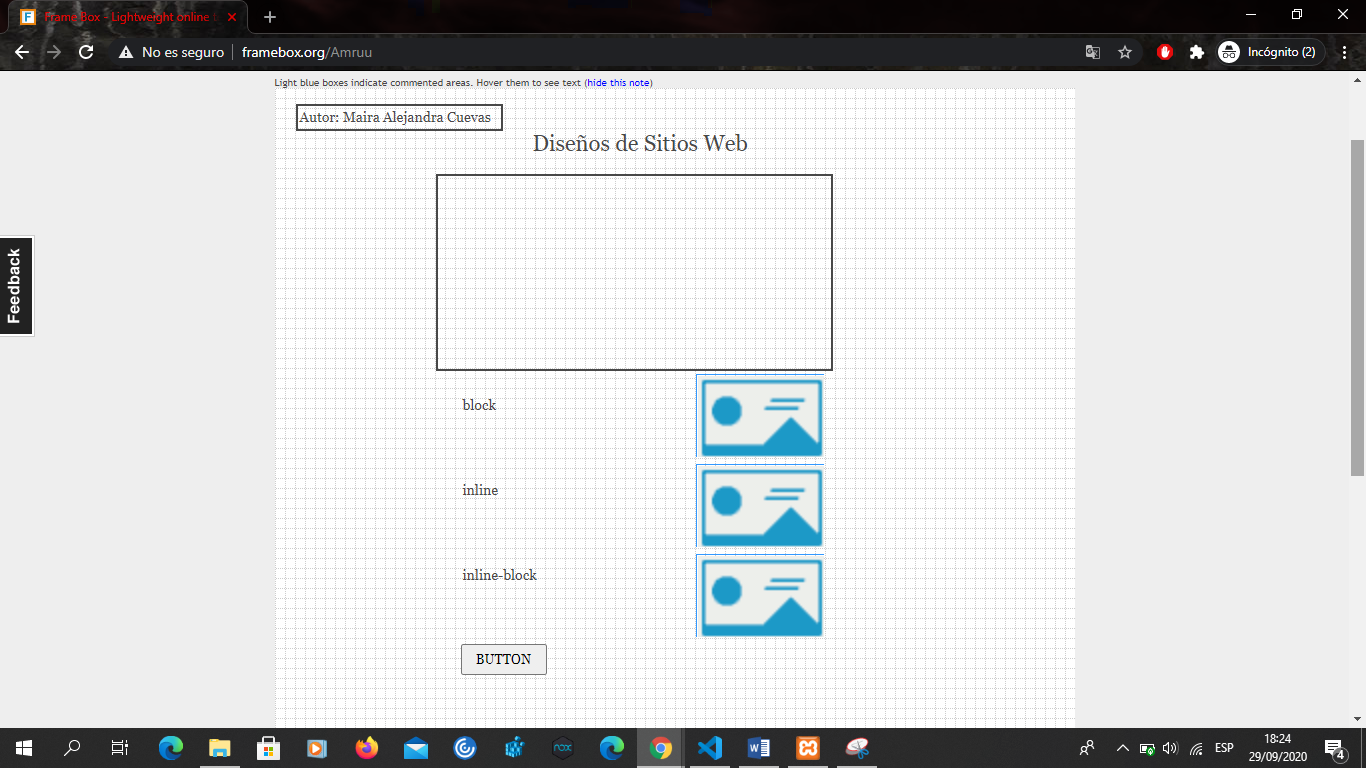 Frame Box - Lightweight online t
No es seguro
framebox.org/Amruu
Incógnito (2)
Light blue boxes indicate commented areas. Hover them to see text (hide this note)
Autor: Maira Alejandra Cuevas
Diseños de Sitios Web
Feedback
block
inline
inline-block
BUTTON
nox
ESP
18:24
29/09/2020
4